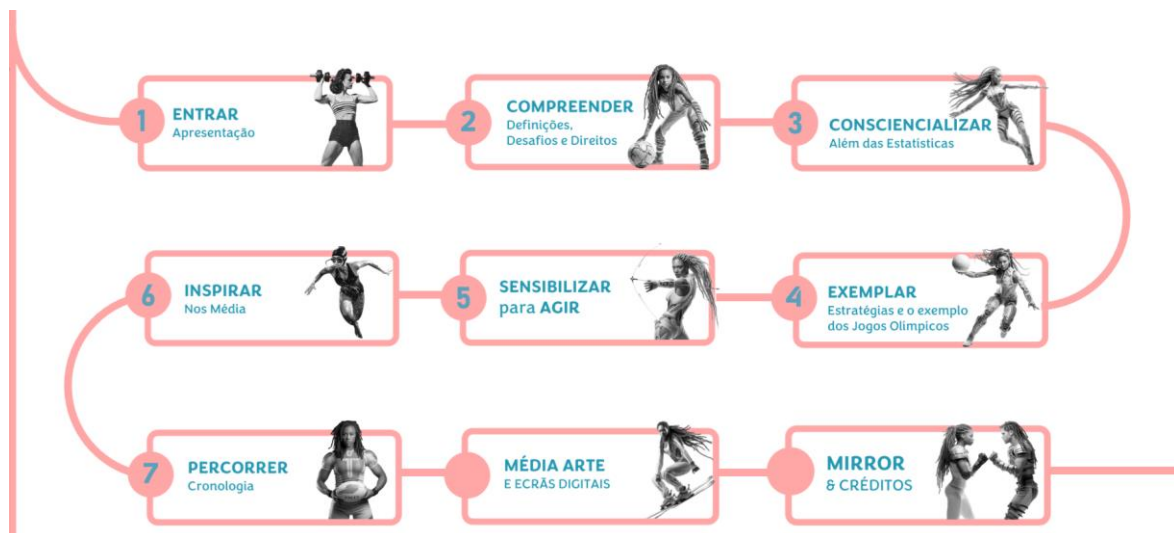 1
ENTRAR
Apresentação
2
COMPREENDER
Definições,
Desafios e Direitos
3
CONSCIENCIALIZAR
Além das Estatísticas
4
EXEMPLAR
Estratégias e o exemplo
dos Jogos Olímpicos
5
SENSIBILIZAR
para AGIR
6
INSPIRAR
Nos Média
7
PERCORRER
Cronologia
MÉDIA ARTE
E ECRÃS DIGITAIS
MIRROR
& CRÉDITOS